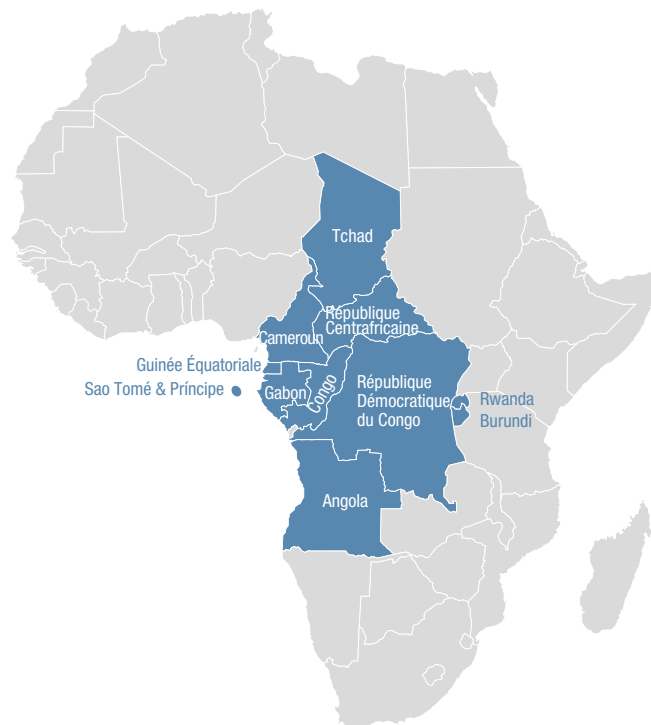 Tchad
République
Centrafricaine
Cameroun
Guinée Équatoriale
Sao Tomé & Príncipe
Gabon
Congo
République
Démocratique
du Congo
Rwanda
Burundi
Angola